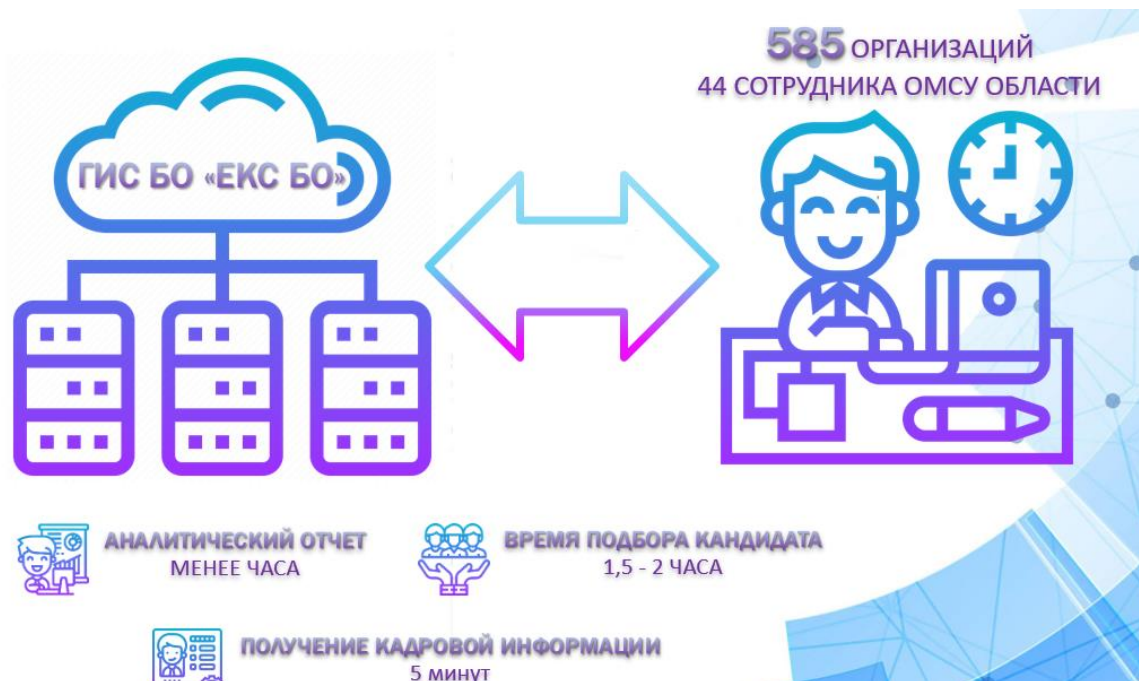 585 ОРГАНИЗАЦИЙ
44 СОТРУДНИКА ОМСУ ОБЛАСТИ
ГИС БО «ЕКС БО»
АНАЛИТИЧЕСКИЙ ОТЧЕТ
МЕНЕЕ ЧАСА
ВРЕМЯ ПОДБОРА КАНДИДАТА
1,5 - 2 ЧАСА
ПОЛУЧЕНИЕ КАДРОВОЙ ИНФОРМАЦИИ
5 МИНУТ